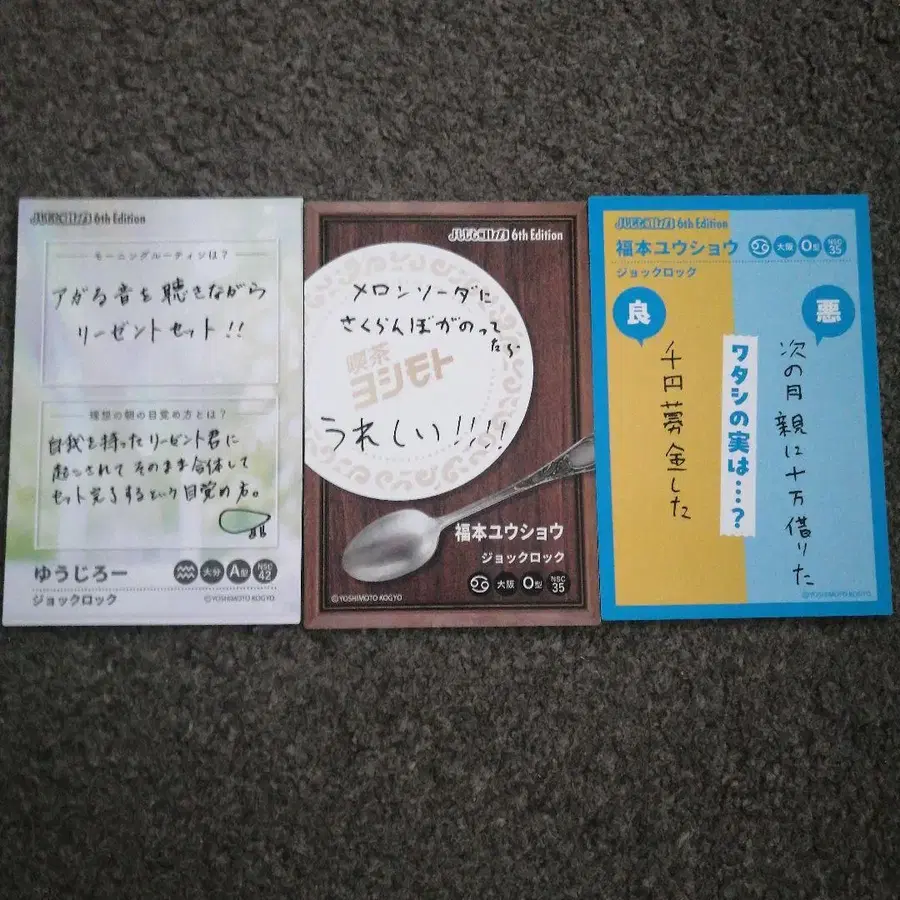 6th Edition
モーニングルーティンは?
アガる音を聴きながら
リーゼントセット!!
理想の朝の目覚め方とは?
自我を持ったリーゼント君に
起こされてそのまま合体して
セット完了するという目覚め方。
ゆうじろー
大分 A型 NSC 42
ジョックロック
©YOSHIMOTO KOGYO
6th Edition
メロンソーダに
さくらんぼがのって
たら
喫茶
ヨシモト
うれしい!!!!
福本ユウショウ
ジョックロック
大阪 O型 NSC 35
©YOSHIMOTO KOGYO
6th Edition
福本ユウショウ 大阪 O型 NSC 35
ジョックロック
良
千円募金した
ワタシの実は…?
悪
次の月親に十万借りた
©YOSHIMOTO KOGYO